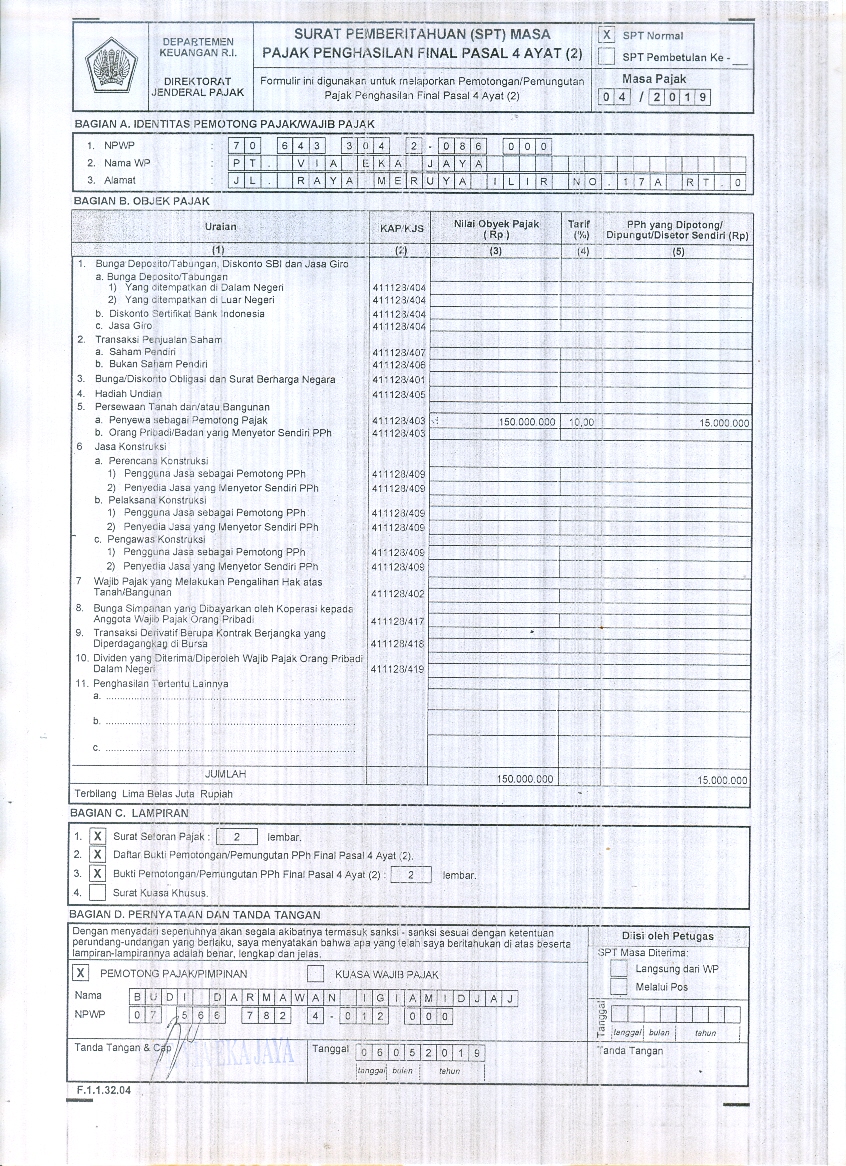 DEPARTEMEN
KEUANGAN R.I.
DIREKTORAT
JENDERAL PAJAK
SURAT PEMBERITAHUAN (SPT) MASA
PAJAK PENGHASILAN FINAL PASAL 4 AYAT (2)
Formulir ini digunakan untuk melaporkan Pemotongan/Pemungutan
Pajak Penghasilan Final Pasal 4 Ayat (2)
X SPT Normal
SPT Pembetulan Ke - __
Masa Pajak
04 / 2019
BAGIAN A. IDENTITAS PEMOTONG PAJAK/WAJIB PAJAK
1. NPWP : 70 643 304 2-086 000
2. Nama WP : PT. VIA EKA JAYA
3. Alamat : JL. RAYA MERUYA ILIR NO.17A RT.0
BAGIAN B. OBJEK PAJAK
Uraian KAP/KJS Nilai Obyek Pajak (Rp) Tarif (%) PPh yang Dipotong/ Dipungut/Disetor Sendiri (Rp)
(1) (2) (3) (4) (5)
1. Bunga Deposito/Tabungan, Diskonto SBI dan Jasa Giro
a. Bunga Deposito/Tabungan
1) Yang ditempatkan di Dalam Negeri 411128/404
2) Yang ditempatkan di Luar Negeri 411128/404
b. Diskonto Sertifikat Bank Indonesia 411128/404
c. Jasa Giro 411128/404
2. Transaksi Penjualan Saham
a. Saham Pendiri 411128/407
b. Bukan Saham Pendiri 411128/406
3. Bunga/Diskonto Obligasi dan Surat Berharga Negara 411128/401
4. Hadiah Undian 411128/405
5. Persewaan Tanah dan/atau Bangunan
a. Penyewa sebagai Pemotong Pajak 411128/403 150.000.000 10,00 15.000.000
b. Orang Pribadi/Badan yang Menyetor Sendiri PPh 411128/403
6 Jasa Konstruksi
a. Perencana Konstruksi
1) Pengguna Jasa sebagai Pemotong PPh 411128/409
2) Penyedia Jasa yang Menyetor Sendiri PPh 411128/409
b. Pelaksana Konstruksi
1) Pengguna Jasa sebagai Pemotong PPh 411128/409
2) Penyedia Jasa yang Menyetor Sendiri PPh 411128/409
c. Pengawas Konstruksi
1) Pengguna Jasa sebagai Pemotong PPh 411128/409
2) Penyedia Jasa yang Menyetor Sendiri PPh 411128/409
7 Wajib Pajak yang Melakukan Pengalihan Hak atas
Tanah/Bangunan 411128/402
8. Bunga Simpanan yang Dibayarkan oleh Koperasi kepada
Anggota Wajib Pajak Orang Pribadi 411128/417
9. Transaksi Derivatif Berupa Kontrak Berjangka yang
Diperdagangkag di Bursa 411128/418
10. Dividen yang Diterima/Diperoleh Wajib Pajak Orang Pribadi
Dalam Negeri 411128/419
11. Penghasilan Tertentu Lainnya
a. ....................
b. ....................
c. ....................
JUMLAH 150.000.000 15.000.000
Terbilang Lima Belas Juta Rupiah
BAGIAN C. LAMPIRAN
1. X Surat Setoran Pajak : 2 lembar.
2. X Daftar Bukti Pemotongan/Pemungutan PPh Final Pasal 4 Ayat (2).
3. X Bukti Pemotongan/Pemungutan PPh Final Pasal 4 Ayat (2) : 2 lembar.
4. Surat Kuasa Khusus.
BAGIAN D. PERNYATAAN DAN TANDA TANGAN
Dengan menyadari sepenuhnya akan segala akibatnya termasuk sanksi - sanksi sesuai dengan ketentuan
perundang-undangan yang berlaku, saya menyatakan bahwa apa yang telah saya beritahukan di atas beserta
lampiran-lampirannya adalah benar, lengkap dan jelas.
X PEMOTONG PAJAK/PIMPINAN KUASA WAJIB PAJAK
Nama BUDI DARMAWAN IGIAMIDJAJ
NPWP 07 566 782 4-012 000
Tanda Tangan & Cap
EKA JAYA
Tanggal 06052019
tanggal bulan tahun
Diisi oleh Petugas
SPT Masa Diterima:
Langsung dari WP
Melalui Pos
Tanggal
tanggal bulan tahun
Tanda Tangan
F.1.1.32.04